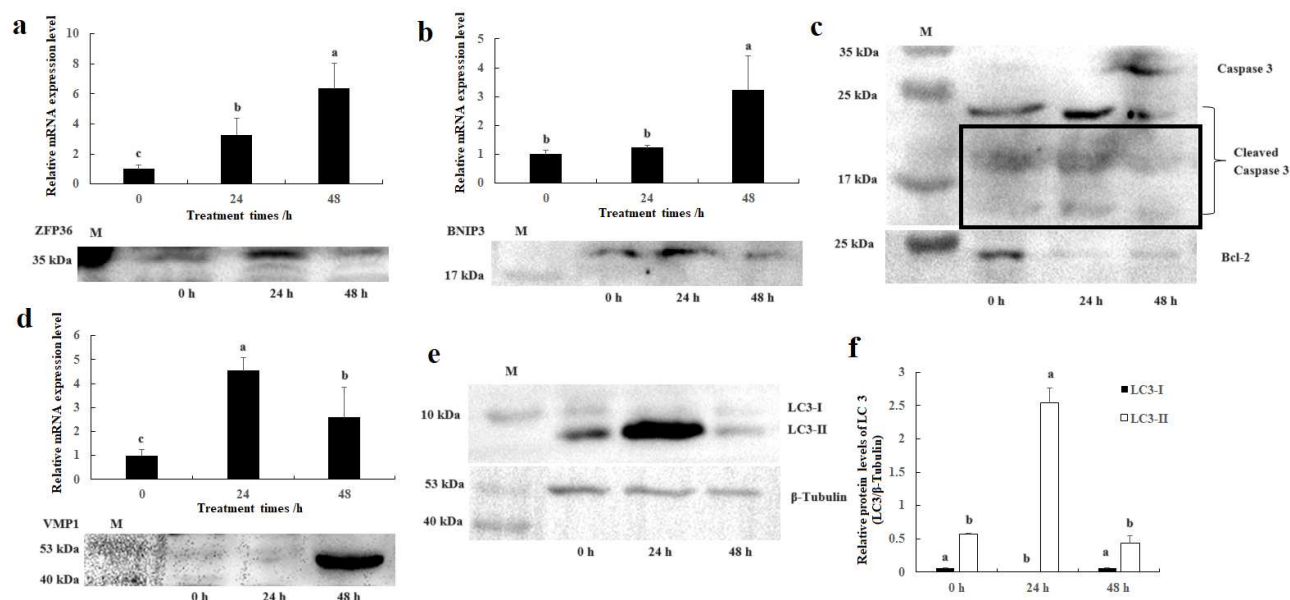 a
Relative mRNA expression level
10
8
6
4
2
0
c
b
a
0 24 48
Treatment times /h
ZFP36 M
35 kDa
0 h 24 h 48 h
b
Relative mRNA expression level
5
4
3
2
1
0
b
b
a
0 24 48
Treatment times /h
BNIP3 M
17 kDa
0 h 24 h 48 h
c
M
35 kDa
25 kDa
17 kDa
25 kDa
Caspase 3
Cleaved
Caspase 3
Bcl-2
0 h 24 h 48 h
d
Relative mRNA expression level
6
5
4
3
2
1
0
c
a
b
0 24 48
Treatment times /h
VMP1 M
53 kDa
40 kDa
0 h 24 h 48 h
e
M
10 kDa
LC3-I
LC3-II
53 kDa
40 kDa
β-Tubulin
0 h 24 h 48 h
f
Relative protein levels of LC 3
(LC3/β-Tubulin)
3
2.5
2
1.5
1
0.5
0
a b
b a
a b
LC3-I
LC3-II
0 h 24 h 48 h